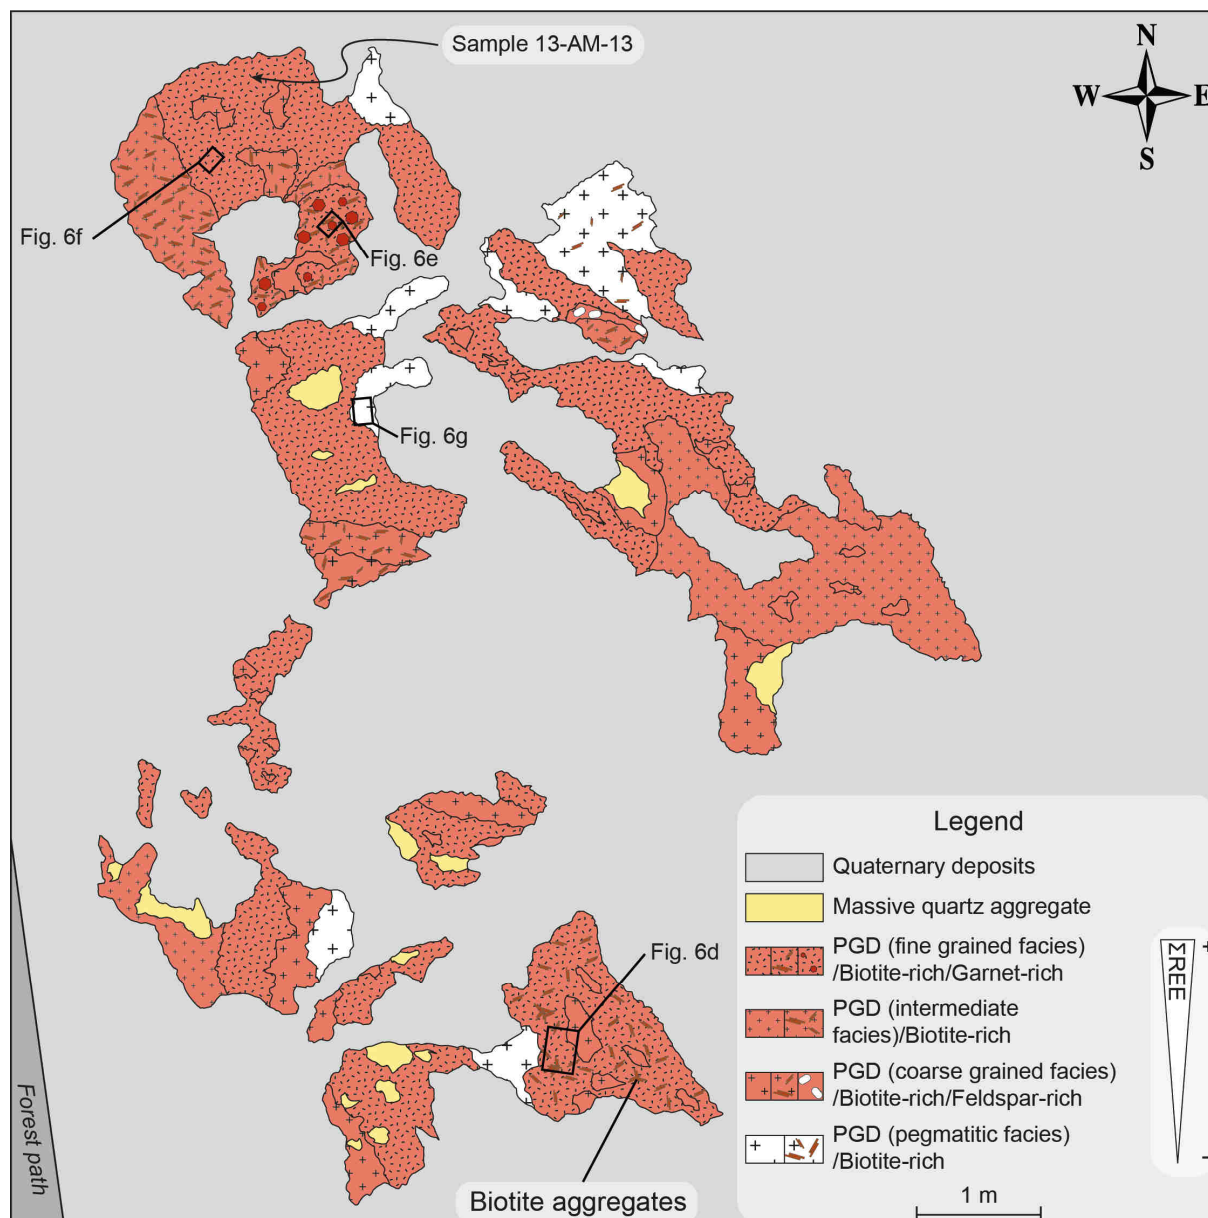 Sample 13-AM-13
N
W E
S
Fig. 6f
Fig. 6e
Fig. 6g
Fig. 6d
Biotite aggregates
Forest path
Legend
Quaternary deposits
Massive quartz aggregate
PGD (fine grained facies)
/Biotite-rich/Garnet-rich
PGD (intermediate
facies)/Biotite-rich
PGD (coarse grained facies)
/Biotite-rich/Feldspar-rich
PGD (pegmatitic facies)
/Biotite-rich
+
ΣREE
-
1 m